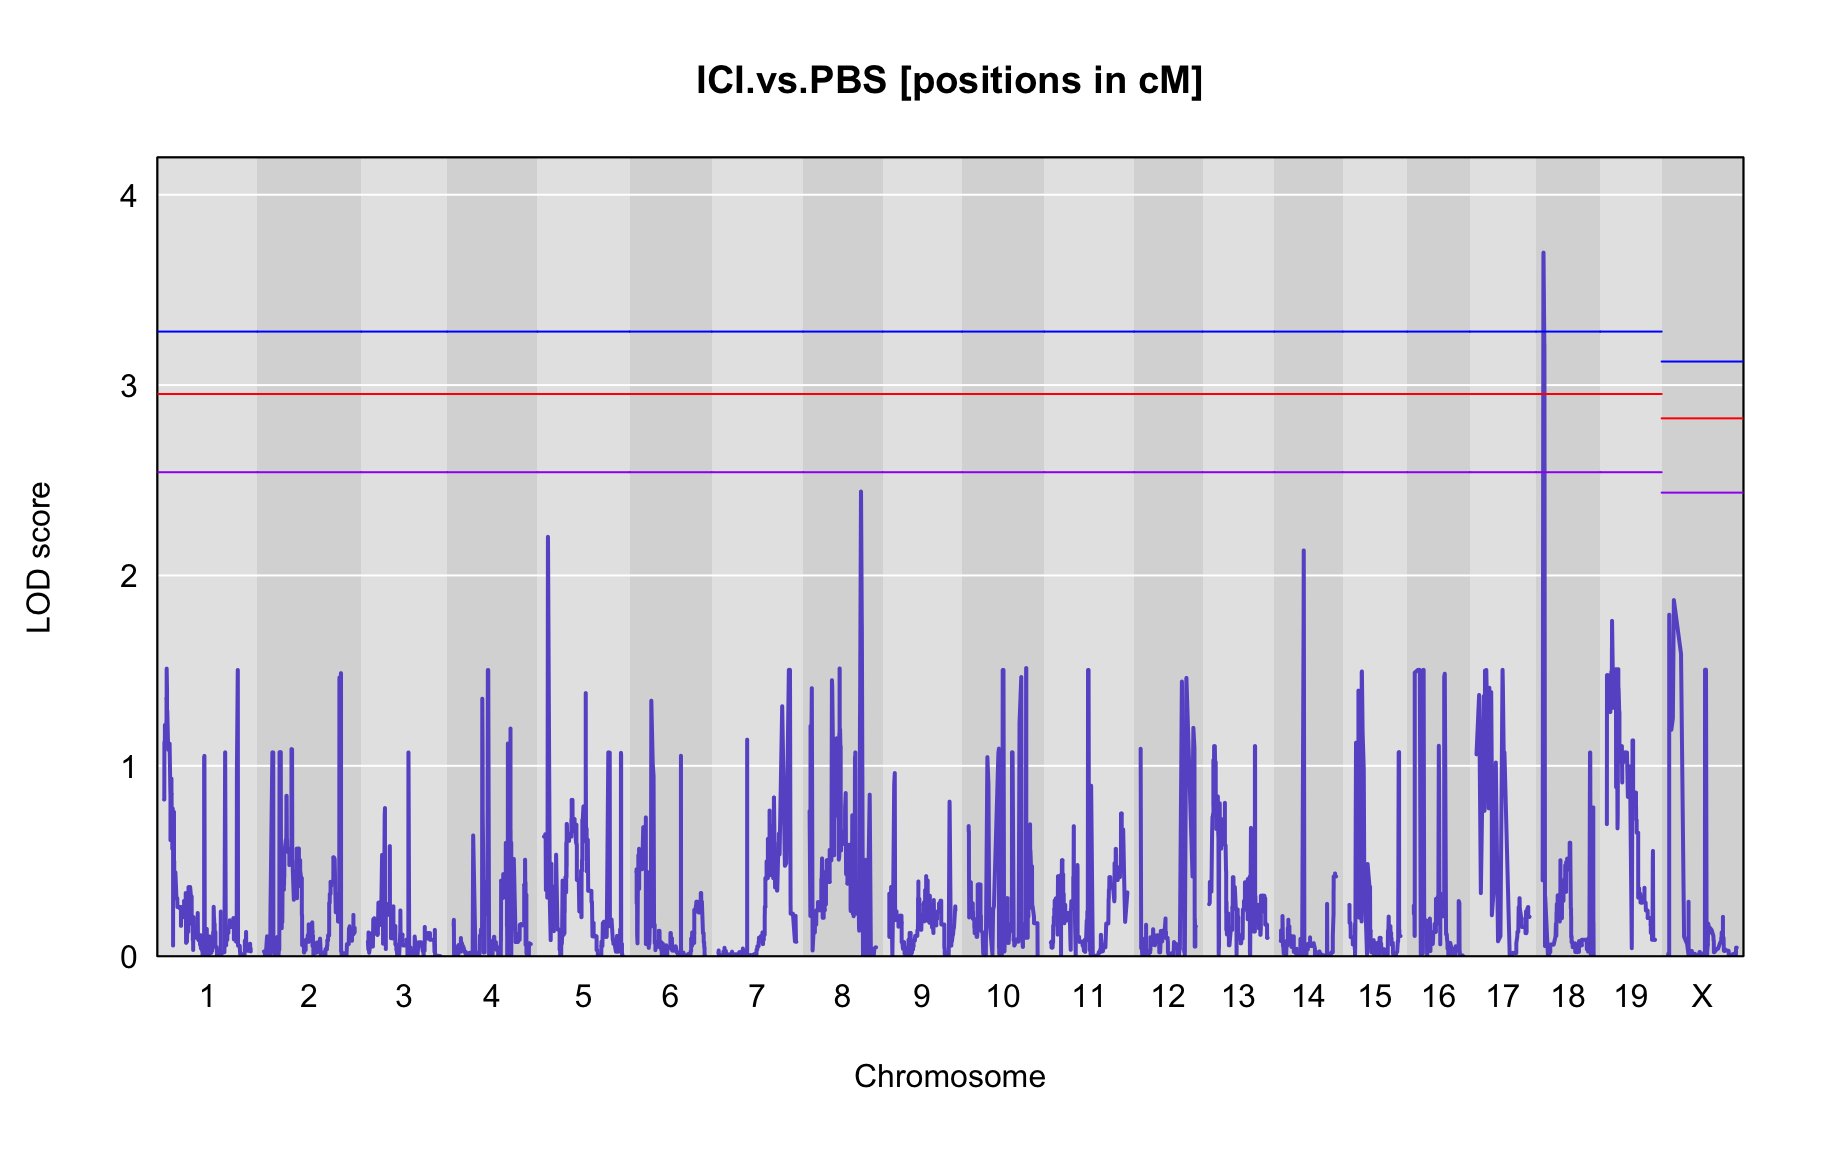 ICI.vs.PBS [positions in cM]
4
3
2
1
0
LOD score
1 2 3 4 5 6 7 8 9 10 11 12 13 14 15 16 17 18 19 X
Chromosome